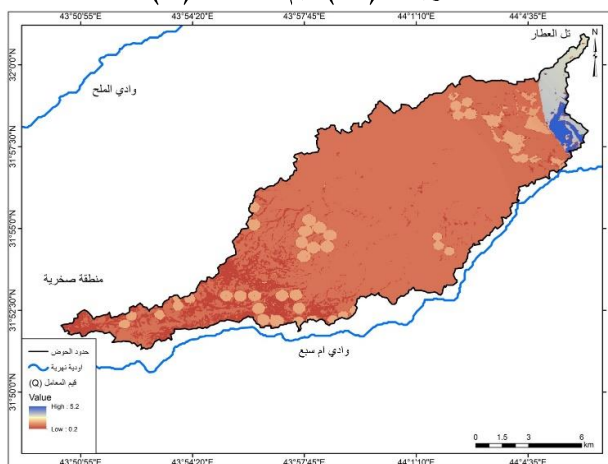 43°50'55"E 43°54'20"E 43°57'45"E 44°1'10"E 44°4'35"E
تل العطار
N
32°0'0"N
وادي الملح
31°57'30"N
31°55'0"N
منطقة صخرية
31°52'30"N
وادي ام سبع
31°50'0"N
حدود الحوض
اودية نهرية
قيم المعامل (Q)
Value
High : 5.2
Low : 0.2
0 1.5 3 6
km
43°50'55"E 43°54'20"E 43°57'45"E 44°1'10"E 44°4'35"E